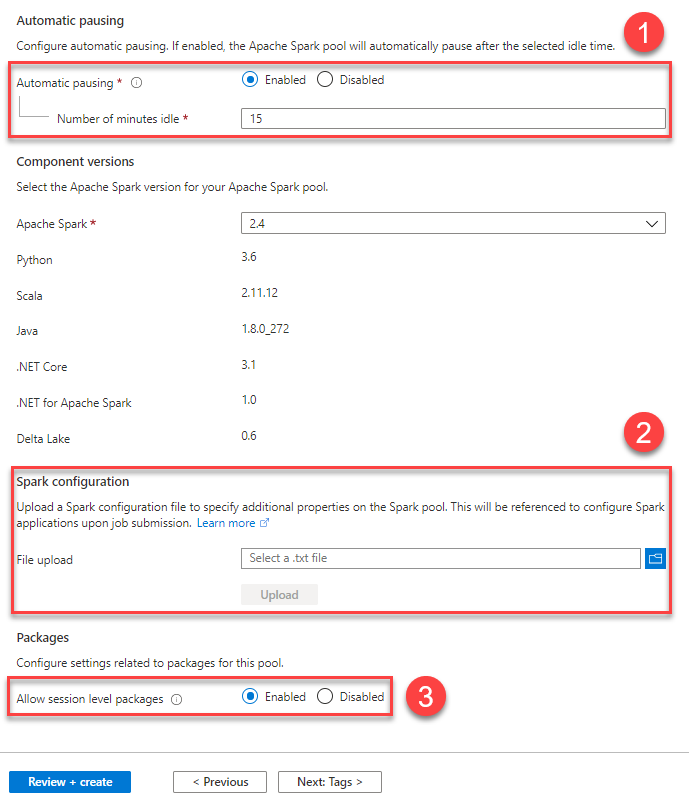 Automatic pausing
1
Configure automatic pausing. If enabled, the Apache Spark pool will automatically pause after the selected idle time.
Automatic pausing * Enabled Disabled
Number of minutes idle * 15
Component versions
Select the Apache Spark version for your Apache Spark pool.
Apache Spark * 2.4
Python 3.6
Scala 2.11.12
Java 1.8.0_272
.NET Core 3.1
.NET for Apache Spark 1.0
2
Delta Lake 0.6
Spark configuration
Upload a Spark configuration file to specify additional properties on the Spark pool. This will be referenced to configure Spark
applications upon job submission. Learn more
File upload Select a .txt file
Upload
Packages
Configure settings related to packages for this pool.
Allow session level packages Enabled Disabled 3
Review + create < Previous Next: Tags >